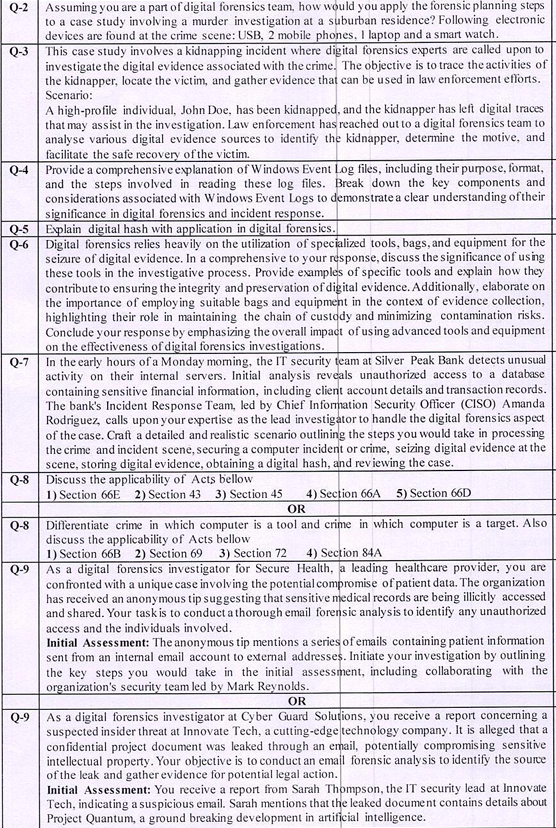 Q-2 Assuming you are a part of digital forensics team, how would you apply the forensic planning steps
to a case study involving a murder investigation at a suburban residence? Following electronic
devices are found at the crime scene: USB, 2 mobile phones, 1 laptop and a smart watch.
Q-3 This case study involves a kidnapping incident where digital forensics experts are called upon to
investigate the digital evidence associated with the crime. The objective is to trace the activities of
the kidnapper, locate the victim, and gather evidence that can be used in law enforcement efforts.
Scenario:
A high-profile individual, John Doe, has been kidnapped, and the kidnapper has left digital traces
that may assist in the investigation. Law enforcement has reached out to a digital forensics team to
analyse various digital evidence sources to identify the kidnapper, determine the motive, and
facilitate the safe recovery of the victim.
Q-4 Provide a comprehensive explanation of Windows Event Log files, including their purpose, format,
and the steps involved in reading these log files. Break down the key components and
considerations associated with Windows Event Logs to demonstrate a clear understanding of their
significance in digital forensics and incident response.
Q-5 Explain digital hash with application in digital forensics.
Q-6 Digital forensics relies heavily on the utilization of specialized tools, bags, and equipment for the
seizure of digital evidence. In a comprehensive to your response, discuss the significance of using
these tools in the investigative process. Provide examples of specific tools and explain how they
contribute to ensuring the integrity and preservation of digital evidence. Additionally, elaborate on
the importance of employing suitable bags and equipment in the context of evidence collection,
highlighting their role in maintaining the chain of custody and minimizing contamination risks.
Conclude your response by emphasizing the overall impact of using advanced tools and equipment
on the effectiveness of digital forensics investigations.
Q-7 In the early hours of a Monday morning, the IT security team at Silver Peak Bank detects unusual
activity on their internal servers. Initial analysis reveals unauthorized access to a database
containing sensitive financial information, including client account details and transaction records.
The bank's Incident Response Team, led by Chief Information Security Officer (CISO) Amanda
Rodriguez, calls upon your expertise as the lead investigator to handle the digital forensics aspect
of the case. Craft a detailed and realistic scenario outlining the steps you would take in processing
the crime and incident scene, securing a computer incident or crime, seizing digital evidence at the
scene, storing digital evidence, obtaining a digital hash, and reviewing the case.
Q-8 Discuss the applicability of Acts bellow
1) Section 66E 2) Section 43 3) Section 45 4) Section 66A 5) Section 66D
OR
Q-8 Differentiate crime in which computer is a tool and crime in which computer is a target. Also
discuss the applicability of Acts bellow
1) Section 66B 2) Section 69 3) Section 72 4) Section 84A
Q-9 As a digital forensics investigator for Secure Health, a leading healthcare provider, you are
confronted with a unique case involving the potential compromise of patient data. The organization
has received an anonymous tip suggesting that sensitive medical records are being illicitly accessed
and shared. Your task is to conduct a thorough email forensic analysis to identify any unauthorized
access and the individuals involved.
Initial Assessment: The anonymous tip mentions a series of emails containing patient information
sent from an internal email account to external addresses. Initiate your investigation by outlining
the key steps you would take in the initial assessment, including collaborating with the
organization's security team led by Mark Reynolds.
OR
Q-9 As a digital forensics investigator at Cyber Guard Solutions, you receive a report concerning a
suspected insider threat at Innovate Tech, a cutting-edge technology company. It is alleged that a
confidential project document was leaked through an email, potentially compromising sensitive
intellectual property. Your objective is to conduct an email forensic analysis to identify the source
of the leak and gather evidence for potential legal action.
Initial Assessment: You receive a report from Sarah Thompson, the IT security lead at Innovate
Tech, indicating a suspicious email. Sarah mentions that the leaked document contains details about
Project Quantum, a ground breaking development in artificial intelligence.